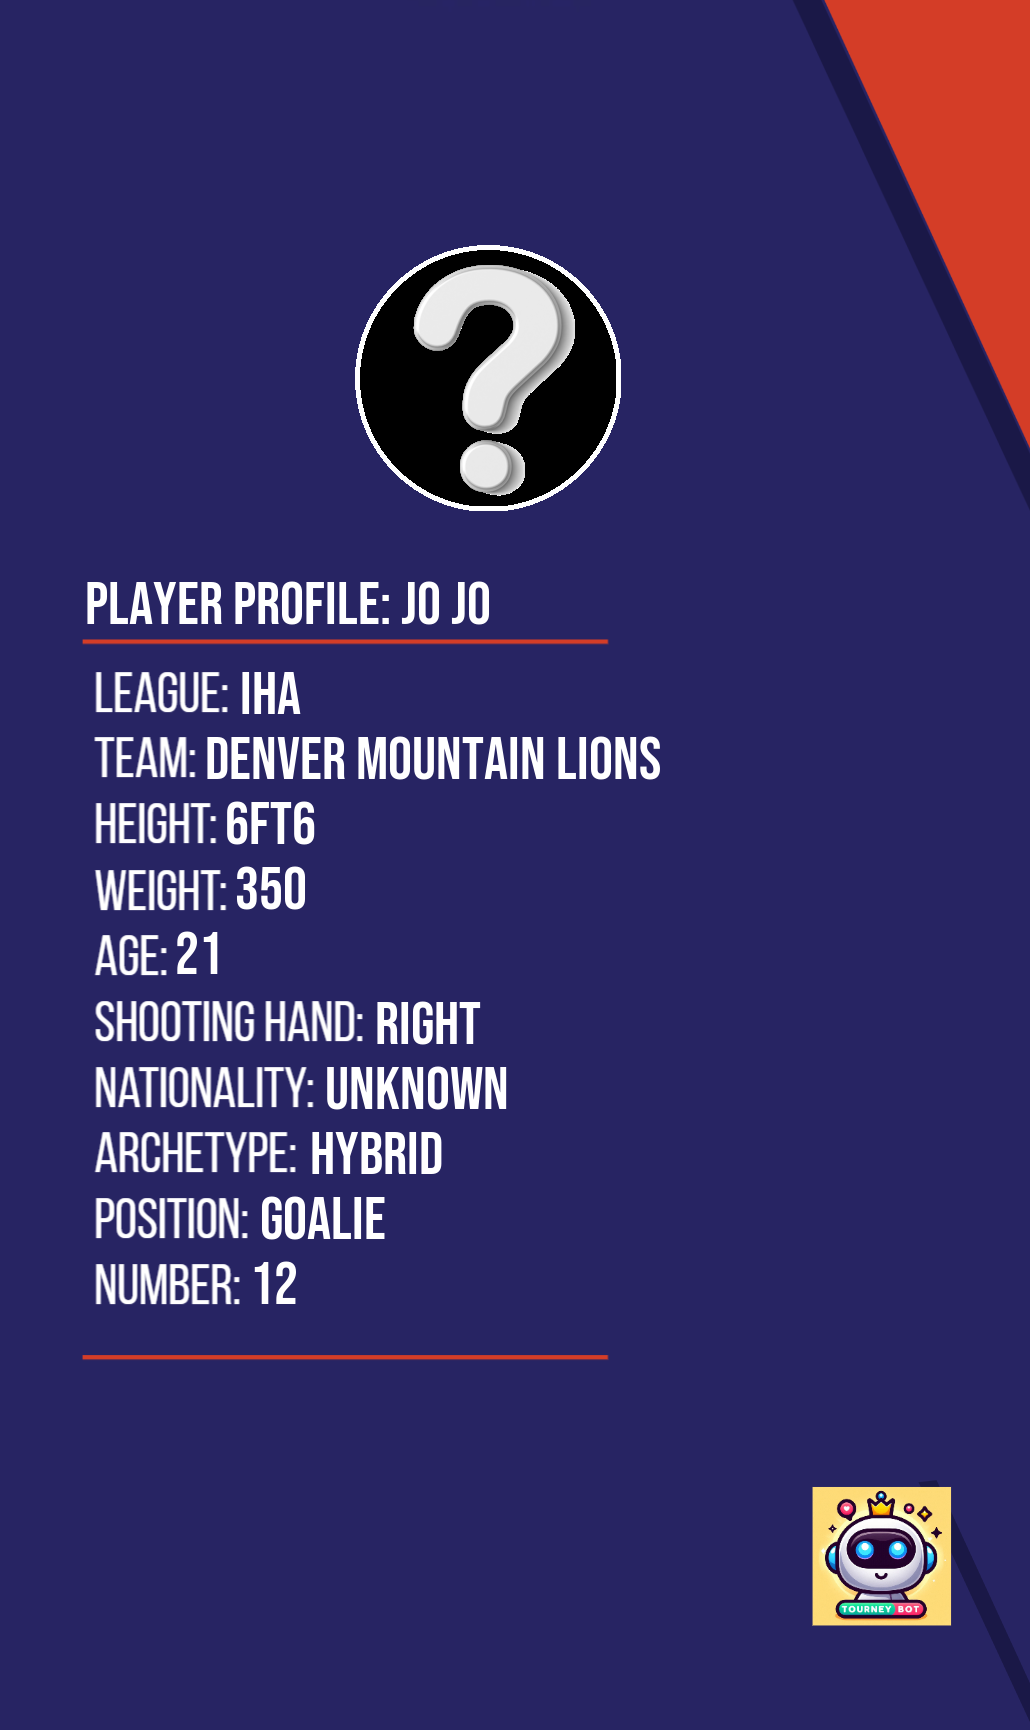 ?
PLAYER PROFILE: JO JO
LEAGUE: IHA
TEAM: DENVER MOUNTAIN LIONS
HEIGHT: 6FT6
WEIGHT: 350
AGE: 21
SHOOTING HAND: RIGHT
NATIONALITY: UNKNOWN
ARCHETYPE: HYBRID
POSITION: GOALIE
NUMBER: 12
TOURNEY BOT